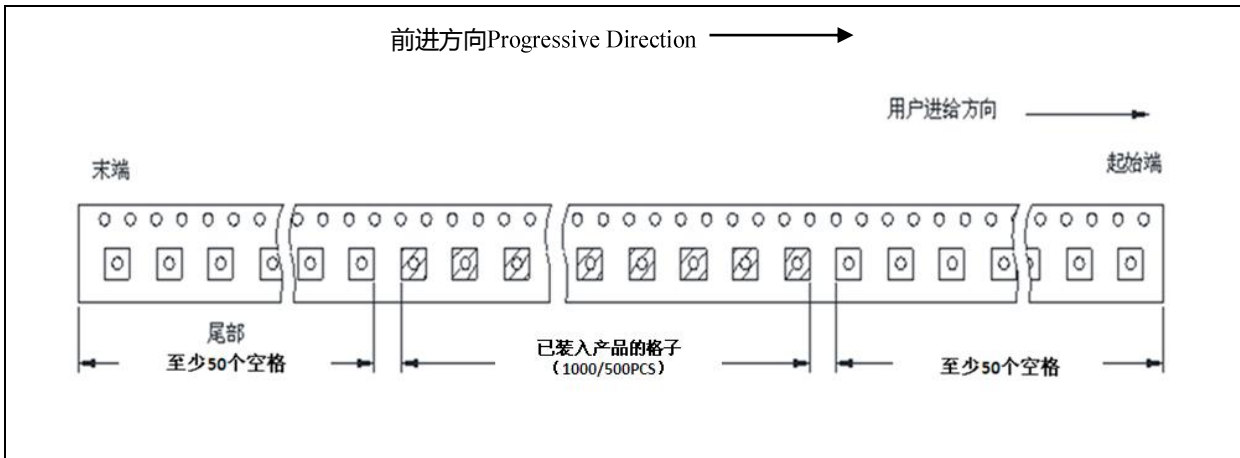 前进方向Progressive Direction
用户进给方向
末端
起始端
尾部
至少50个空格
已装入产品的格子
（1000/500PCS）
至少50个空格